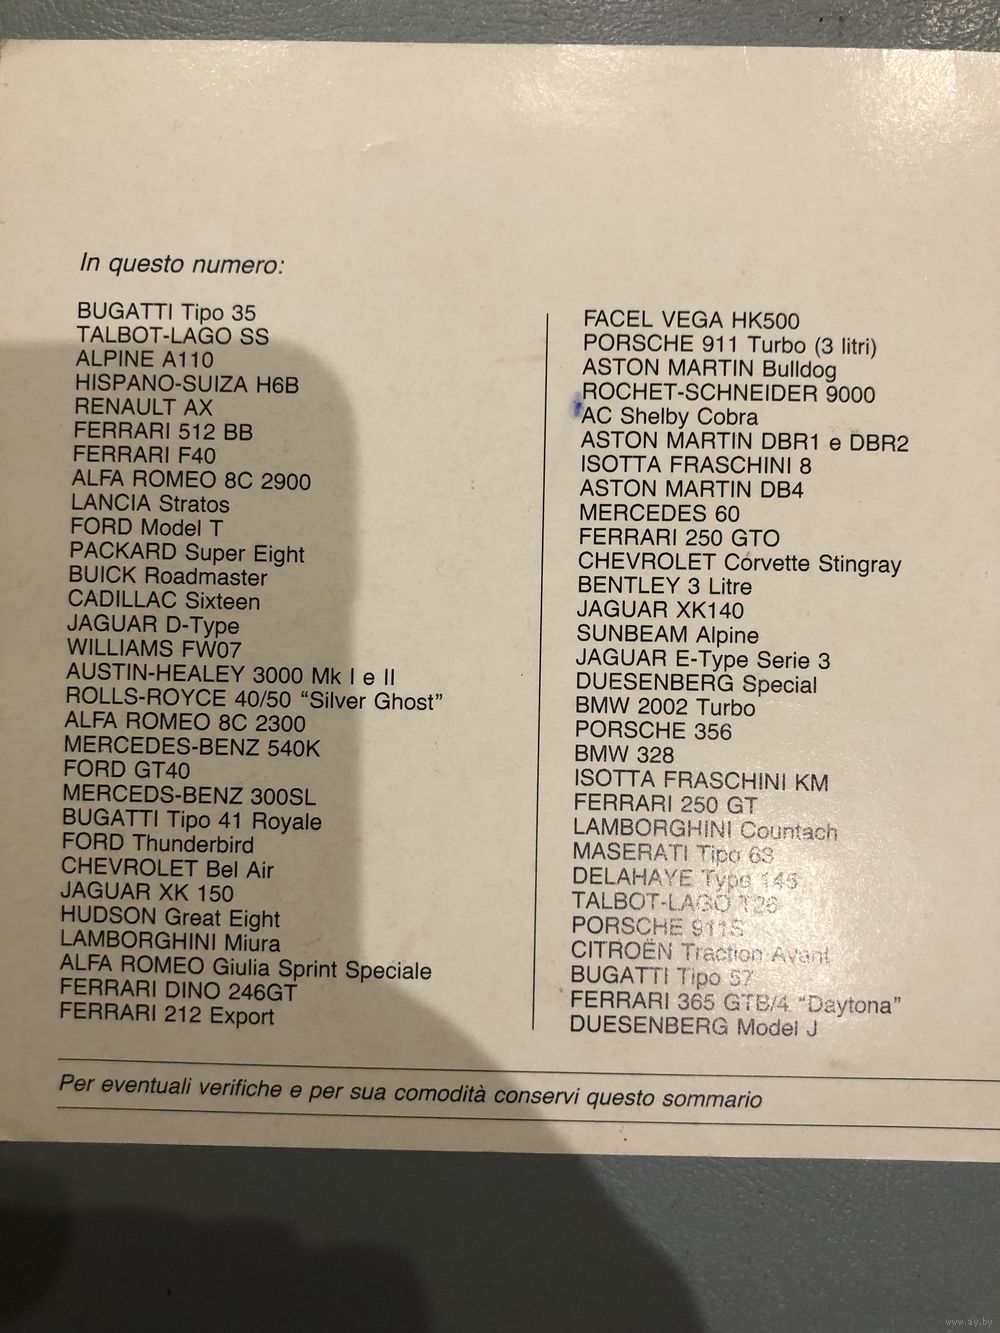 In questo numero:
BUGATTI Tipo 35
TALBOT-LAGO SS
ALPINE A110
HISPANO-SUIZA H6B
RENAULT AX
FERRARI 512 BB
FERRARI F40
ALFA ROMEO 8C 2900
LANCIA Stratos
FORD Model T
PACKARD Super Eight
BUICK Roadmaster
CADILLAC Sixteen
JAGUAR D-Type
WILLIAMS FW07
AUSTIN-HEALEY 3000 Mk I e II
ROLLS-ROYCE 40/50 “Silver Ghost”
ALFA ROMEO 8C 2300
MERCEDES-BENZ 540K
FORD GT40
MERCEDS-BENZ 300SL
BUGATTI Tipo 41 Royale
FORD Thunderbird
CHEVROLET Bel Air
JAGUAR XK 150
HUDSON Great Eight
LAMBORGHINI Miura
ALFA ROMEO Giulia Sprint Speciale
FERRARI DINO 246GT
FERRARI 212 Export
FACEL VEGA HK500
PORSCHE 911 Turbo (3 litri)
ASTON MARTIN Bulldog
ROCHET-SCHNEIDER 9000
AC Shelby Cobra
ASTON MARTIN DBR1 e DBR2
ISOTTA FRASCHINI 8
ASTON MARTIN DB4
MERCEDES 60
FERRARI 250 GTO
CHEVROLET Corvette Stingray
BENTLEY 3 Litre
JAGUAR XK140
SUNBEAM Alpine
JAGUAR E-Type Serie 3
DUESENBERG Special
BMW 2002 Turbo
PORSCHE 356
BMW 328
ISOTTA FRASCHINI KM
FERRARI 250 GT
LAMBORGHINI Countach
MASERATI Tipo 63
DELAHAYE Type 145
TALBOT-LAGO T26
PORSCHE 911S
CITROËN Traction Avant
BUGATTI Tipo 57
FERRARI 365 GTB/4 “Daytona”
DUESENBERG Model J
Per eventuali verifiche e per sua comodità conservi questo sommario
www.ay.by